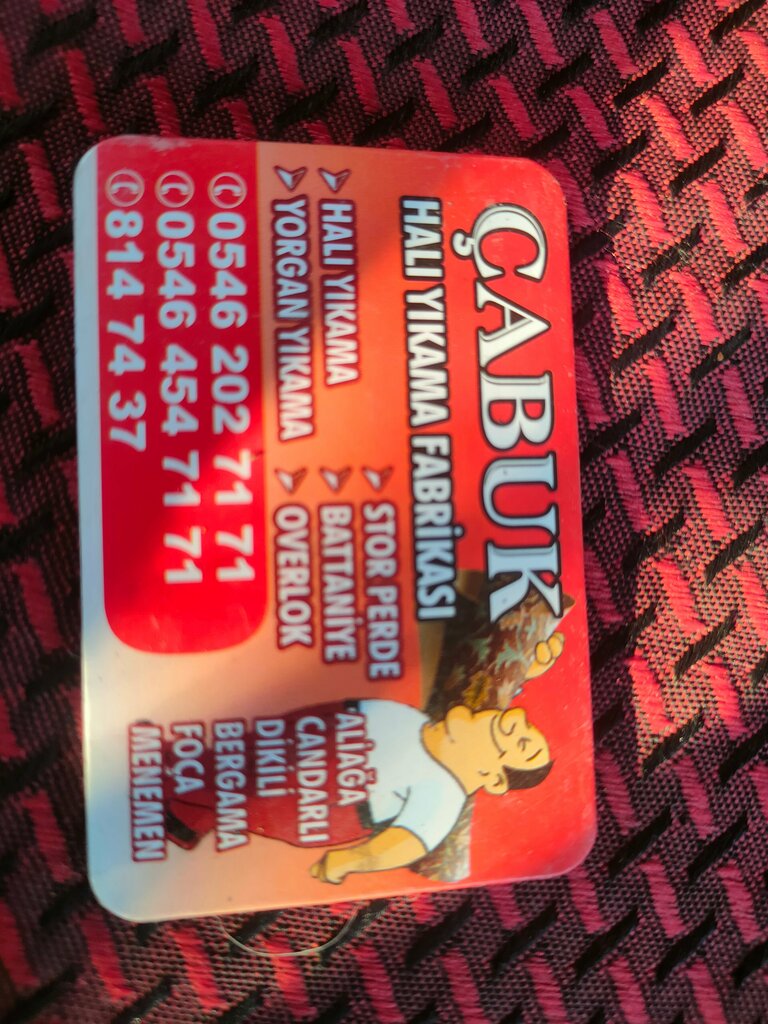 ÇABUK
HALI YIKAMA FABRİKASI
HALI YIKAMA
YORGAN YIKAMA
STOR PERDE
BATTANİYE
OVERLOK
ALİAĞA
ÇANDARLI
DİKİLİ
BERGAMA
FOÇA
MENEMEN
0546 202 71 71
0546 454 71 71
814 74 37